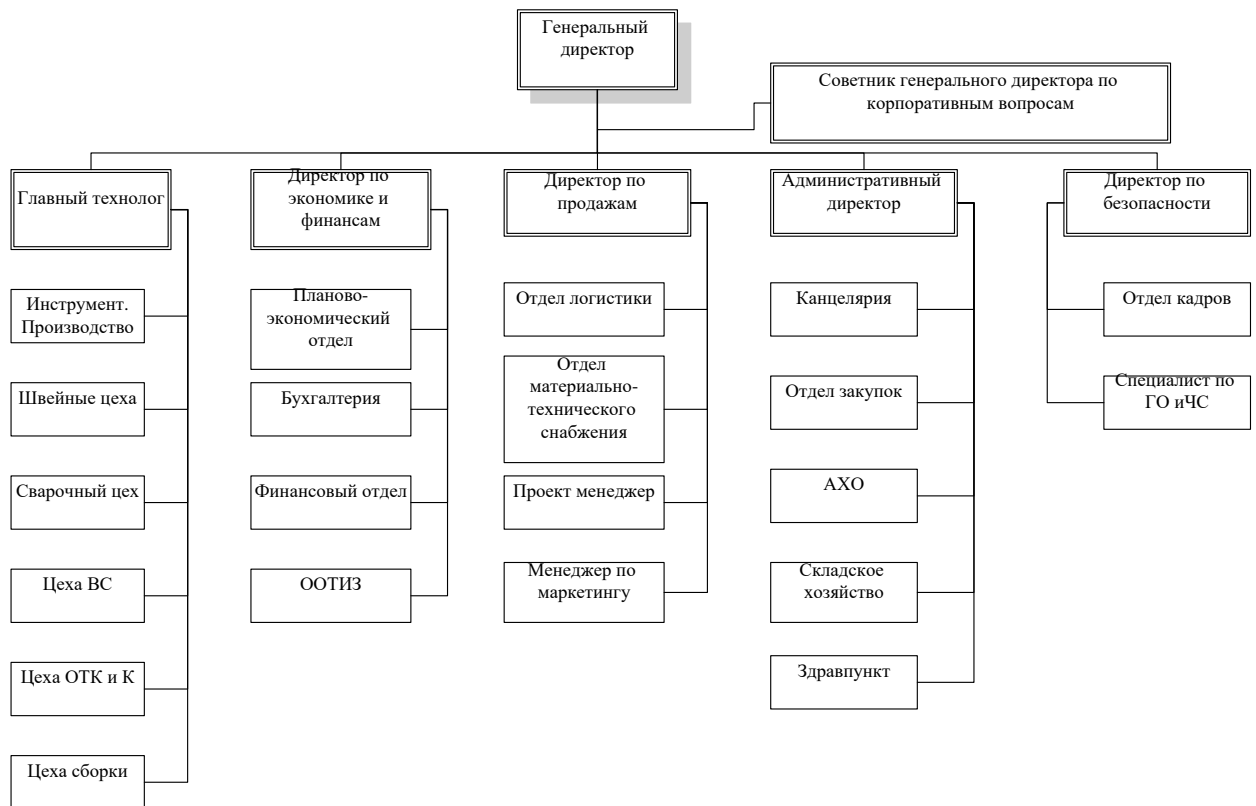 Генеральный
директор
Советник генерального директора по
корпоративным вопросам
Главный технолог
Директор по
экономике и
финансам
Директор по
продажам
Административный
директор
Директор по
безопасности
Инструмент.
Производство
Швейные цеха
Сварочный цех
Цеха ВС
Цеха ОТК и К
Цеха сборки
Планово-
экономический
отдел
Бухгалтерия
Финансовый отдел
ООТИЗ
Отдел логистики
Отдел
материально-
технического
снабжения
Проект менеджер
Менеджер по
маркетингу
Канцелярия
Отдел закупок
АХО
Складское
хозяйство
Здравпункт
Отдел кадров
Специалист по
ГО иЧС